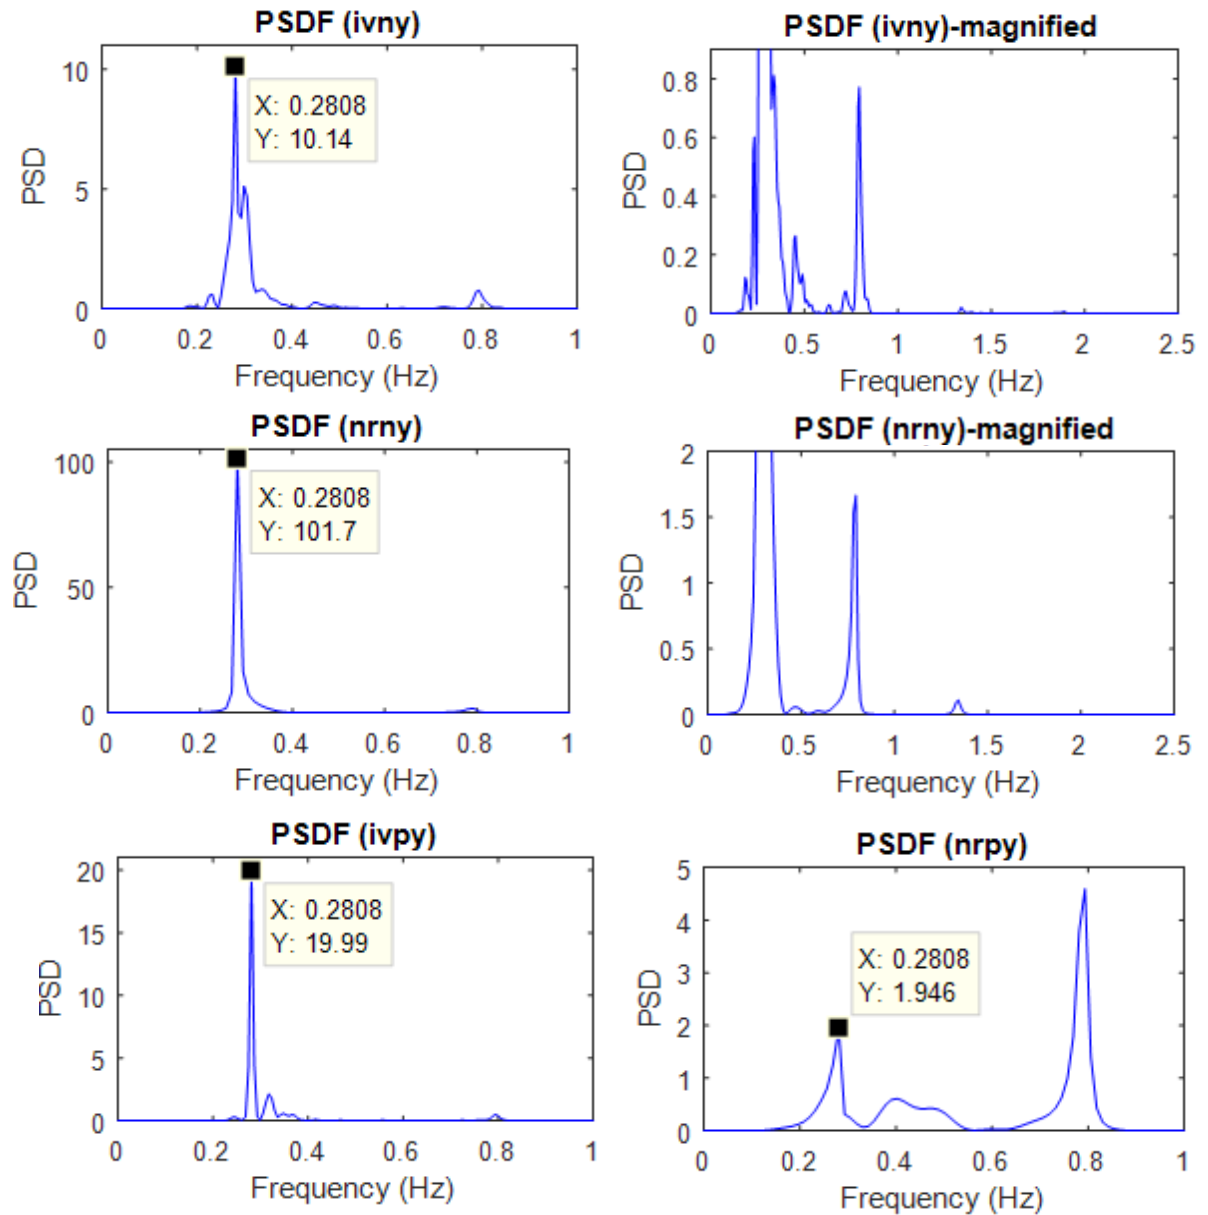 PSDF (ivny)
10
5
0
PSD
X: 0.2808
Y: 10.14
0 0.2 0.4 0.6 0.8 1
Frequency (Hz)
PSDF (ivny)-magnified
0.8
0.6
0.4
0.2
0
PSD
0 0.5 1 1.5 2 2.5
Frequency (Hz)
PSDF (nrny)
100
50
0
PSD
X: 0.2808
Y: 101.7
0 0.2 0.4 0.6 0.8 1
Frequency (Hz)
PSDF (nrny)-magnified
2
1.5
1
0.5
0
PSD
0 0.5 1 1.5 2 2.5
Frequency (Hz)
PSDF (ivpy)
20
15
10
5
0
PSD
X: 0.2808
Y: 19.99
0 0.2 0.4 0.6 0.8 1
Frequency (Hz)
PSDF (nrpy)
5
4
3
2
1
0
PSD
X: 0.2808
Y: 1.946
0 0.2 0.4 0.6 0.8 1
Frequency (Hz)